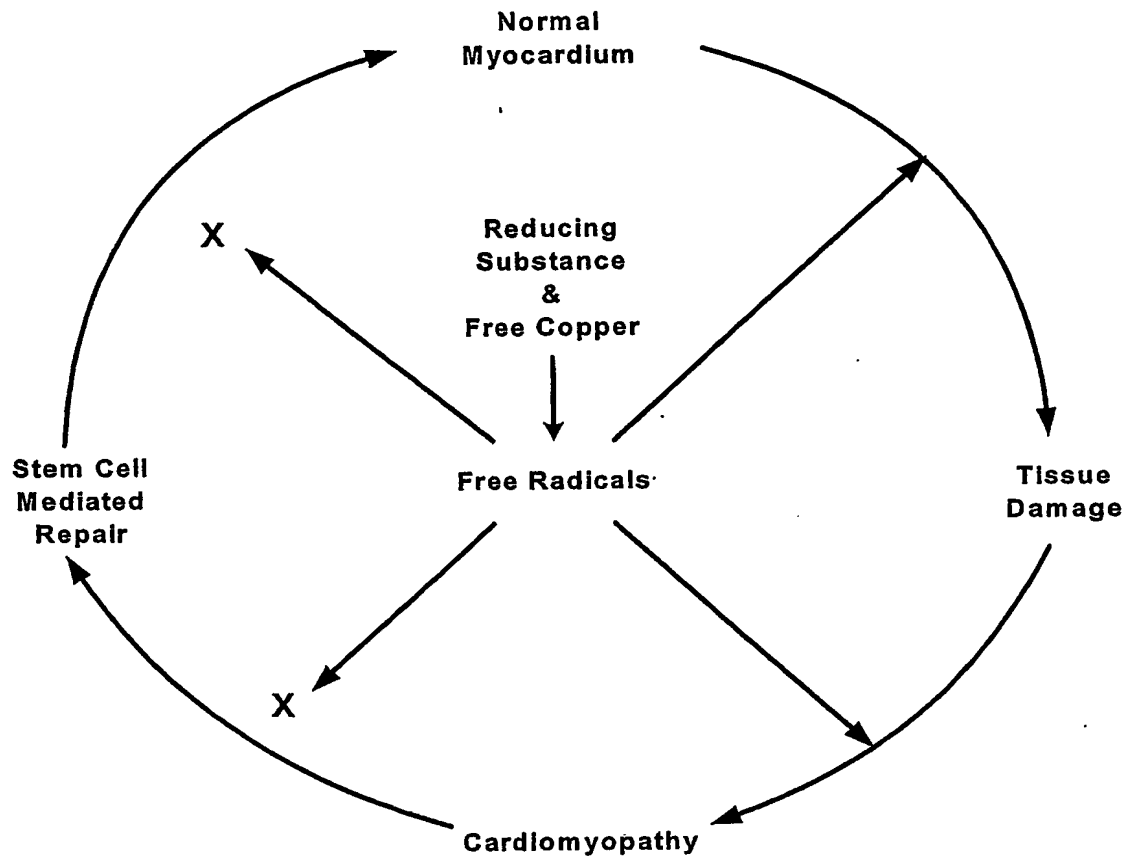 Normal
Myocardium
X
Reducing
Substance
&
Free Copper
Stem Cell
Mediated
Repair
Free Radicals
Tissue
Damage
X
Cardiomyopathy